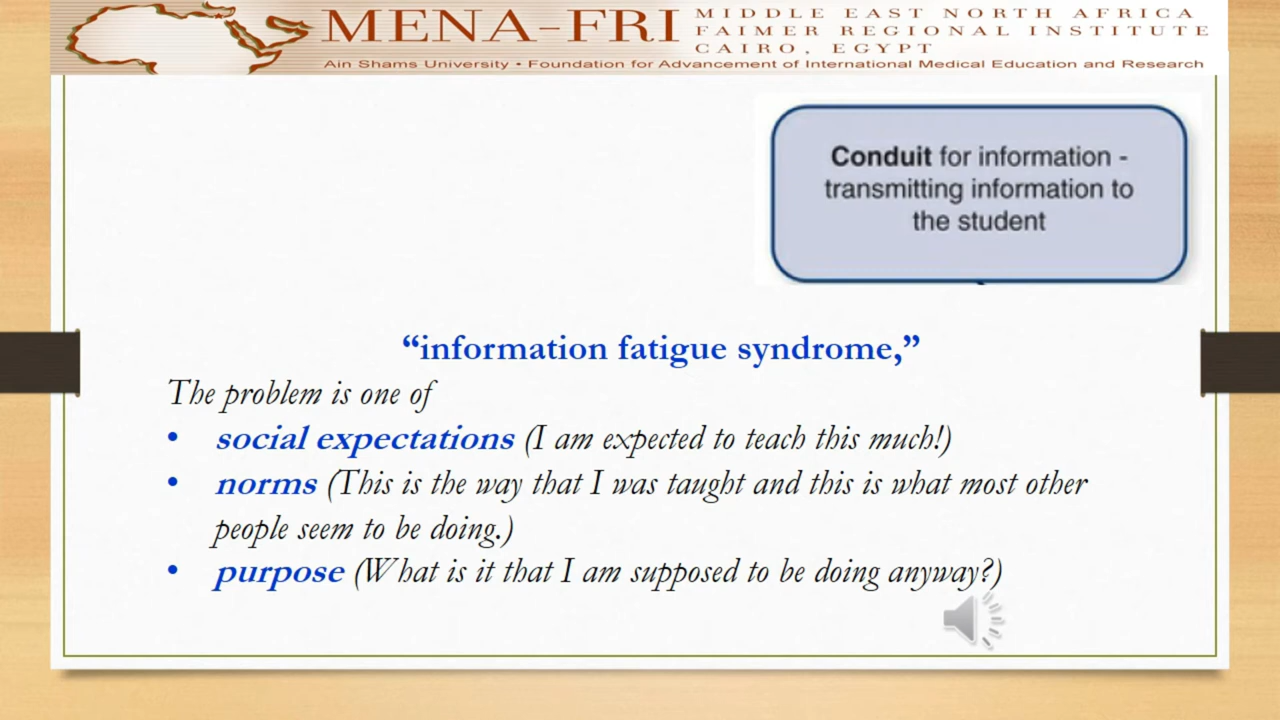 MENA-FRI
MIDDLE EAST NORTH AFRICA
FAIMER REGIONAL INSTITUTE
CAIRO, EGYPT
Ain Shams University • Foundation for Advancement of International Medical Education and Research
Conduit for information -
transmitting information to
the student
“information fatigue syndrome,”
The problem is one of
• social expectations (I am expected to teach this much!)
• norms (This is the way that I was taught and this is what most other
people seem to be doing.)
• purpose (What is it that I am supposed to be doing anyway?)